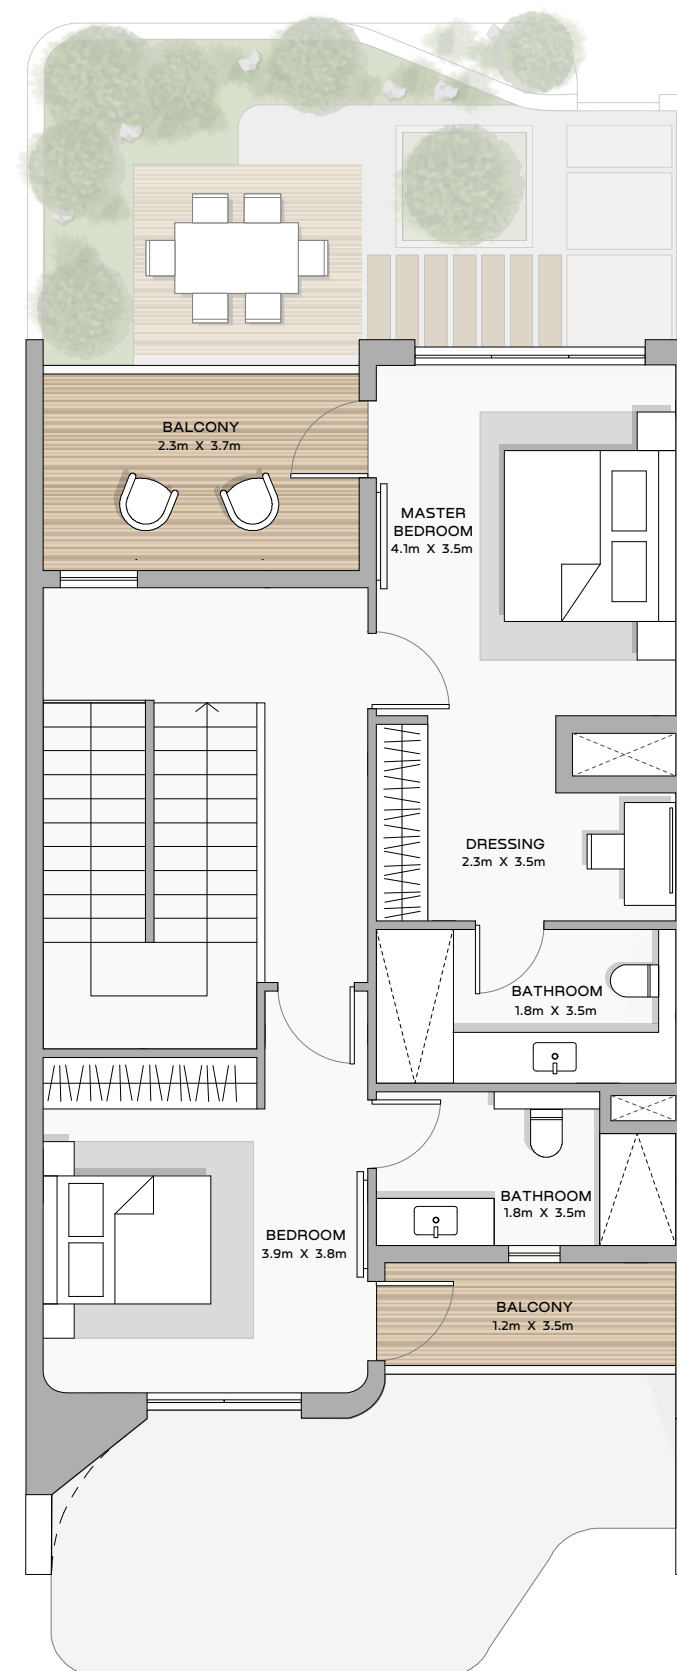 BALCONY
2.3m X 3.7m
MASTER
BEDROOM
4.1m X 3.5m
DRESSING
2.3m X 3.5m
BATHROOM
1.8m X 3.5m
BATHROOM
1.8m X 3.5m
BEDROOM
3.9m X 3.8m
BALCONY
1.2m X 3.5m